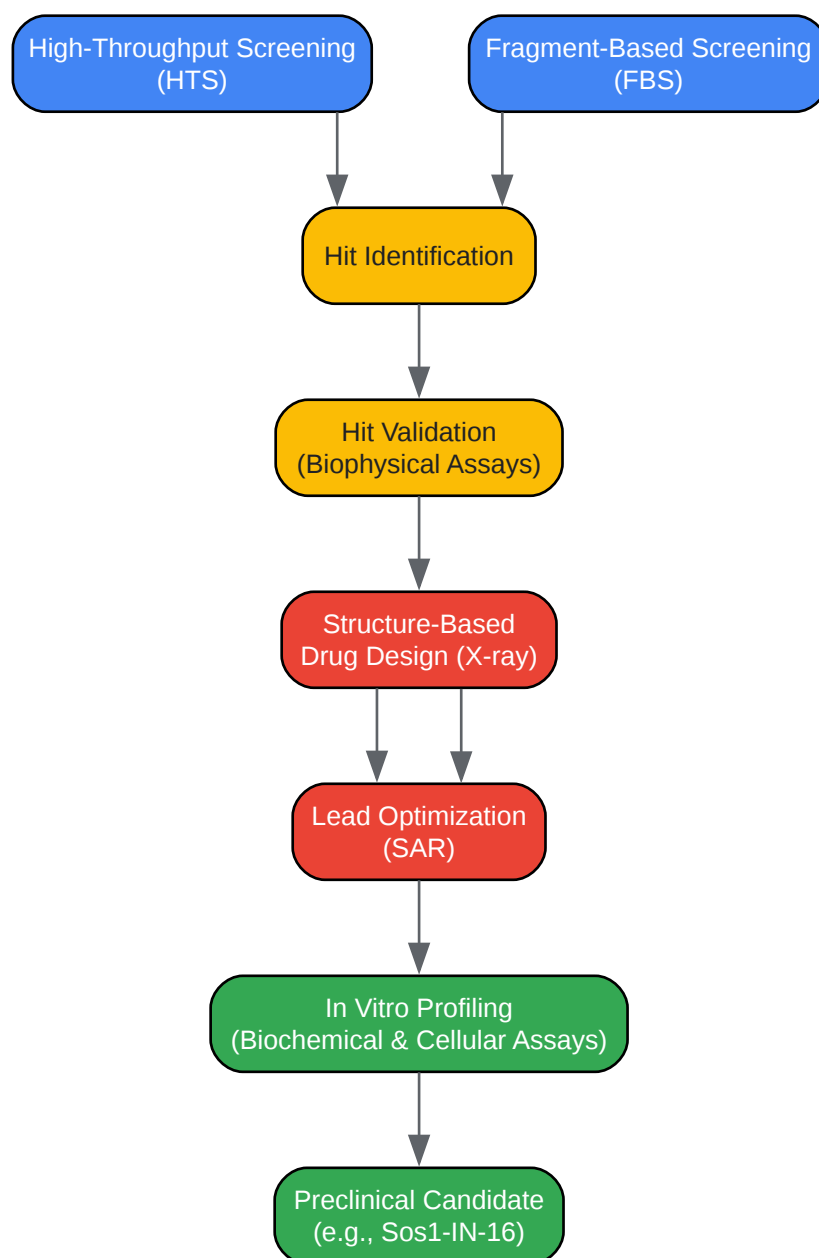 High-Throughput Screening
(HTS)
Fragment-Based Screening
(FBS)
Hit Identification
Hit Validation
(Biophysical Assays)
Structure-Based
Drug Design (X-ray)
Lead Optimization
(SAR)
In Vitro Profiling
(Biochemical & Cellular Assays)
Preclinical Candidate
(e.g., Sos1-IN-16)